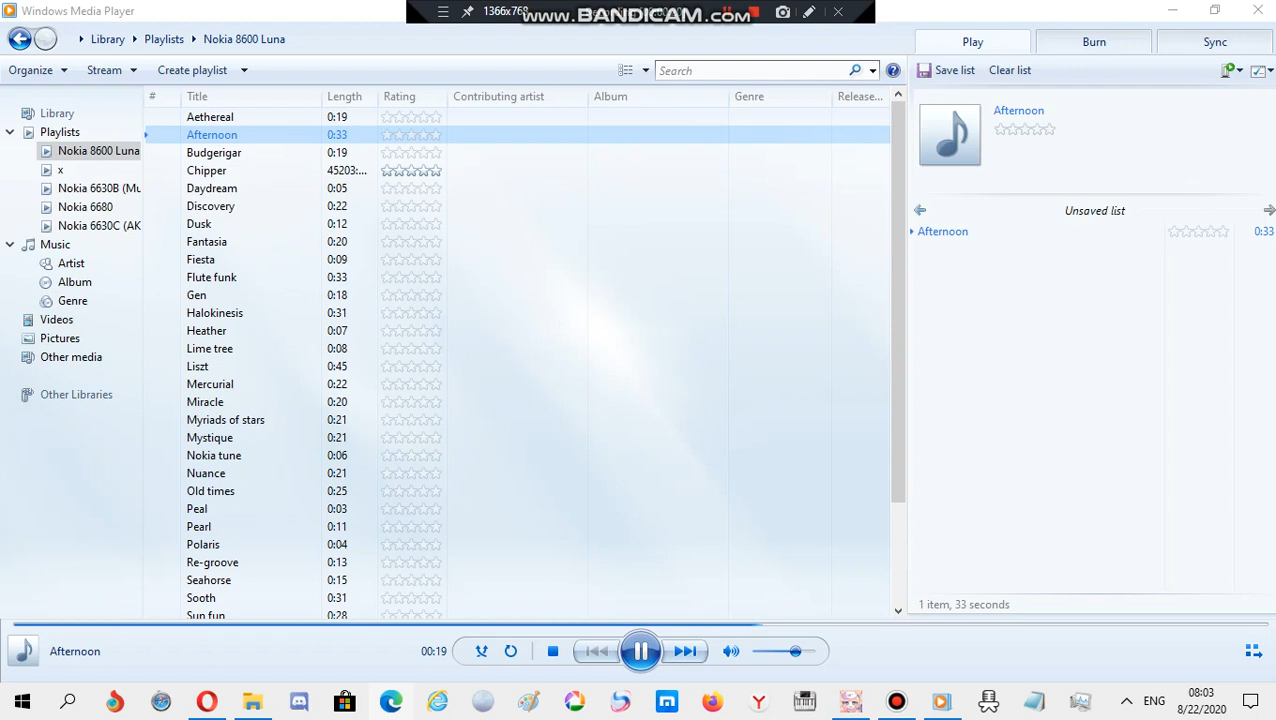 Windows Media Player
1366x768
www.BANDICAM.com
Library Playlists Nokia 8600 Luna
Play Burn Sync
Organize Stream Create playlist Search Save list Clear list
# Title Length Rating Contributing artist Album Genre Release...
Library
Playlists
Nokia 8600 Luna
x
Nokia 6630B (Mu
Nokia 6680
Nokia 6630C (AK
Music
Artist
Album
Genre
Videos
Pictures
Other media
Other Libraries
Aethereal 0:19
Afternoon 0:33
Budgerigar 0:19
Chipper 45203:...
Daydream 0:05
Discovery 0:22
Dusk 0:12
Fantasia 0:20
Fiesta 0:09
Flute funk 0:33
Gen 0:18
Halokinesis 0:31
Heather 0:07
Lime tree 0:08
Liszt 0:45
Mercurial 0:22
Miracle 0:20
Myriads of stars 0:21
Mystique 0:21
Nokia tune 0:06
Nuance 0:21
Old times 0:25
Peal 0:03
Pearl 0:11
Polaris 0:04
Re-groove 0:13
Seahorse 0:15
Sooth 0:31
Sun fun 0:28
Afternoon
Unsaved list
Afternoon 0:33
1 item, 33 seconds
Afternoon 00:19
ENG 08:03
8/22/2020